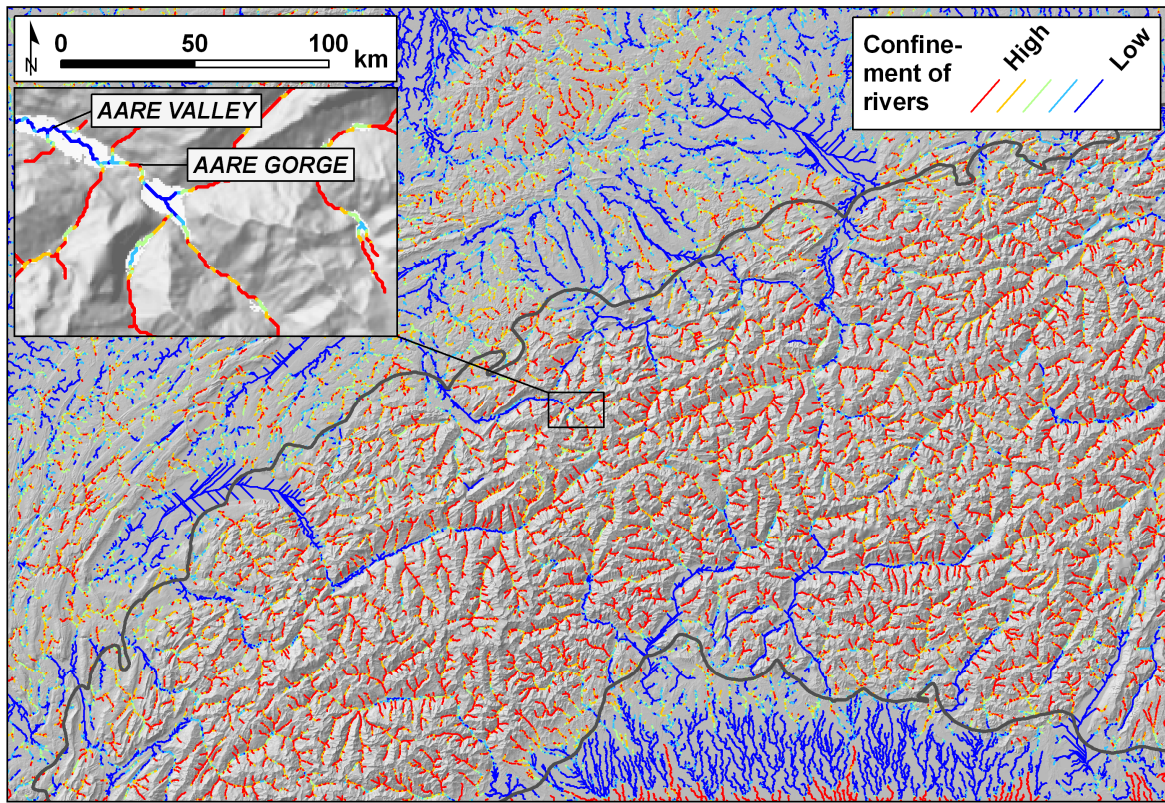 N
0 50 100
km
AARE VALLEY
AARE GORGE
Confine-
ment of
rivers
High
Low